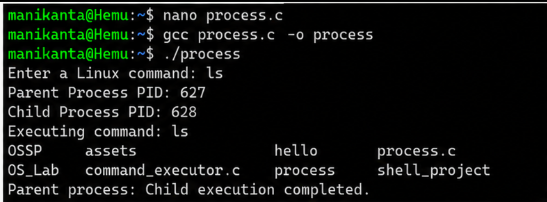 manikanta@Hemu:~$ nano process.c
manikanta@Hemu:~$ gcc process.c -o process
manikanta@Hemu:~$ ./process
Enter a Linux command: ls
Parent Process PID: 627
Child Process PID: 628
Executing command: ls
OSSP    assets              hello    process.c
OS_Lab  command_executor.c  process  shell_project
Parent process: Child execution completed.